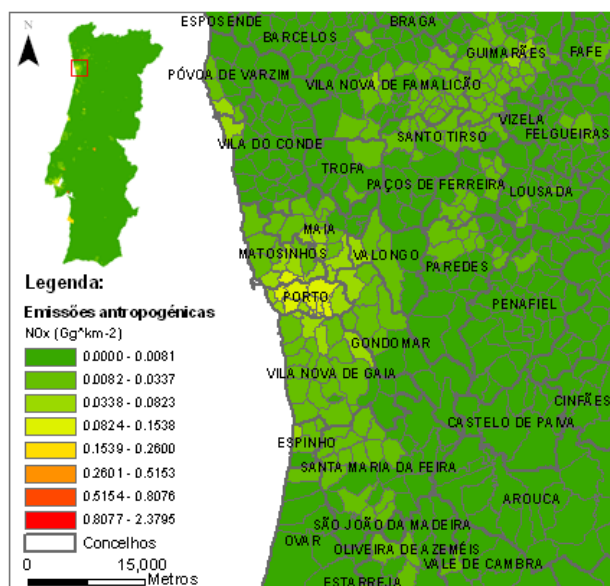 N
ESPOSENDE
BRAGA
BARCELOS
GUIMARÃES
FAFE
PÓVOA DE VARZIM
VILA NOVA DE FAMALICÃO
VIZELA
VILA DO CONDE
SANTO TIRSO
FELGUEIRAS
TROFA
PAÇOS DE FERREIRA
LOUSADA
MAIA
MATOSINHOS
VALONGO
PAREDES
PORTO
PENAFIEL
GONDOMAR
VILA NOVA DE GAIA
CINFÃES
CASTELO DE PAIVA
ESPINHO
SANTA MARIA DA FEIRA
AROUCA
SÃO JOÃO DA MADEIRA
OVAR
OLIVEIRA DE AZEMÉIS
VALE DE CAMBRA
ESTARREJA
Legenda:
Emissões antropogénicas
NOx (Gg^km-2)
0.0000 - 0.0081
0.0082 - 0.0337
0.0338 - 0.0823
0.0824 - 0.1538
0.1539 - 0.2600
0.2601 - 0.5153
0.5154 - 0.8076
0.8077 - 2.3795
Concelhos
0 15,000
Metros